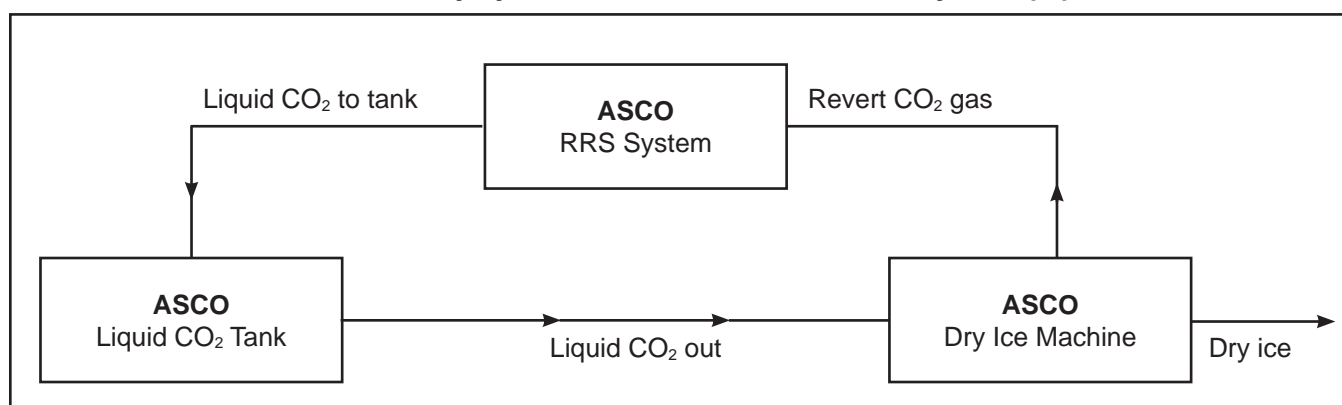 Liquid CO₂ to tank
ASCO
RRS System
Revert CO₂ gas
ASCO
Liquid CO₂ Tank
Liquid CO₂ out
ASCO
Dry Ice Machine
Dry ice